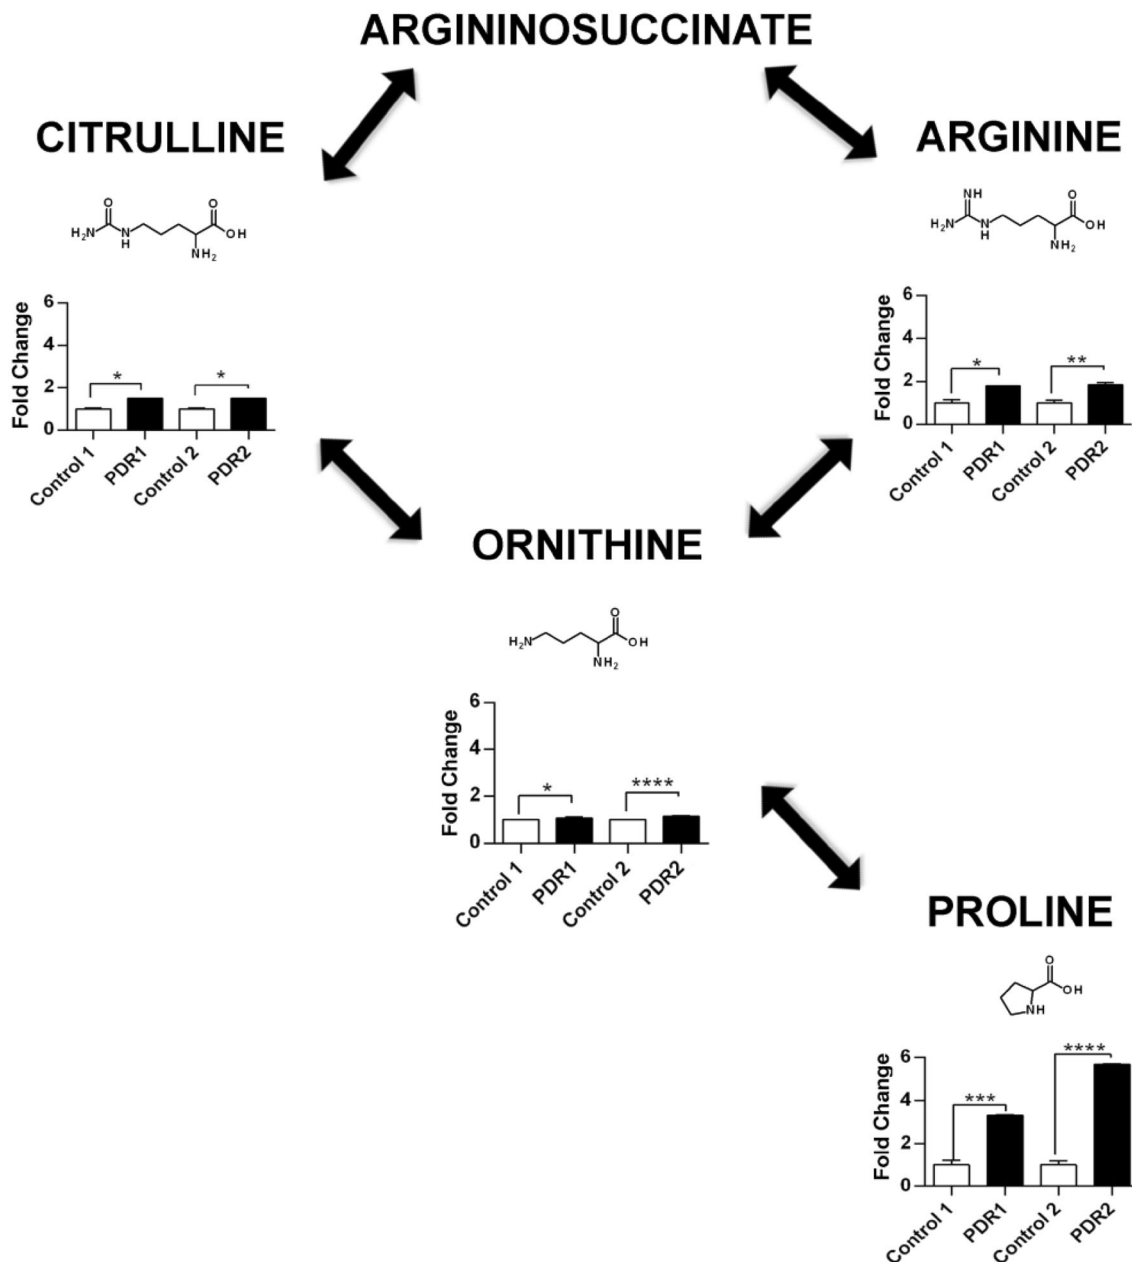 ARGININOSUCCINATE
CITRULLINE
ARGININE
O
O
H₂N
N
H
OH
NH₂
NH
O
H₂N
N
H
OH
NH₂
Fold Change
6
4
2
0
*
*
Control 1
PDR1
Control 2
PDR2
Fold Change
6
4
2
0
*
**
Control 1
PDR1
Control 2
PDR2
ORNITHINE
O
H₂N
OH
NH₂
Fold Change
6
4
2
0
*
****
Control 1
PDR1
Control 2
PDR2
PROLINE
O
OH
NH
Fold Change
6
4
2
0
***
****
Control 1
PDR1
Control 2
PDR2